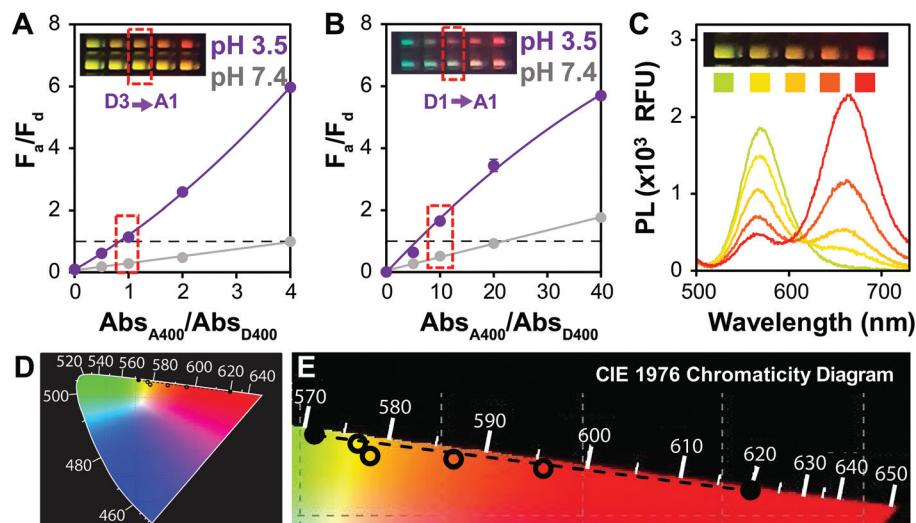 A
B
C
8
6
4
2
0
Fa/Fd
pH 3.5
pH 7.4
D3→A1
0
1
2
3
4
AbsA400/AbsD400
8
6
4
2
0
Fa/Fd
pH 3.5
pH 7.4
D1→A1
0
10
20
30
40
AbsA400/AbsD400
3
2
1
0
PL (x10³ RFU)
500
600
700
Wavelength (nm)
D
520
540
560
580
600
620
640
500
480
460
E
CIE 1976 Chromaticity Diagram
570
580
590
600
610
620
630
640
650